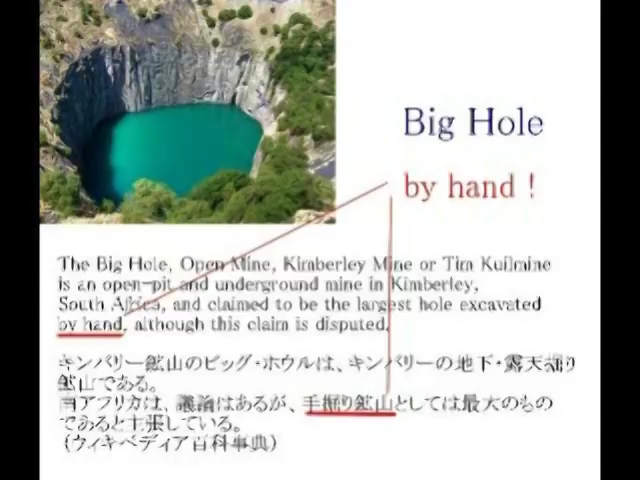 Big Hole
by hand !
The Big Hole, Open Mine, Kimberley Mine or Tim Kuilmine
is an open-pit and underground mine in Kimberley,
South Africa, and claimed to be the largest hole excavated
by hand, although this claim is disputed.
キンバリー鉱山のビッグ・ホウルは、キンバリーの地下・露天掘り
鉱山である。
南アフリカは、議論はあるが、手掘り鉱山としては最大のもの
であると主張している。
（ウィキペディア百科事典）